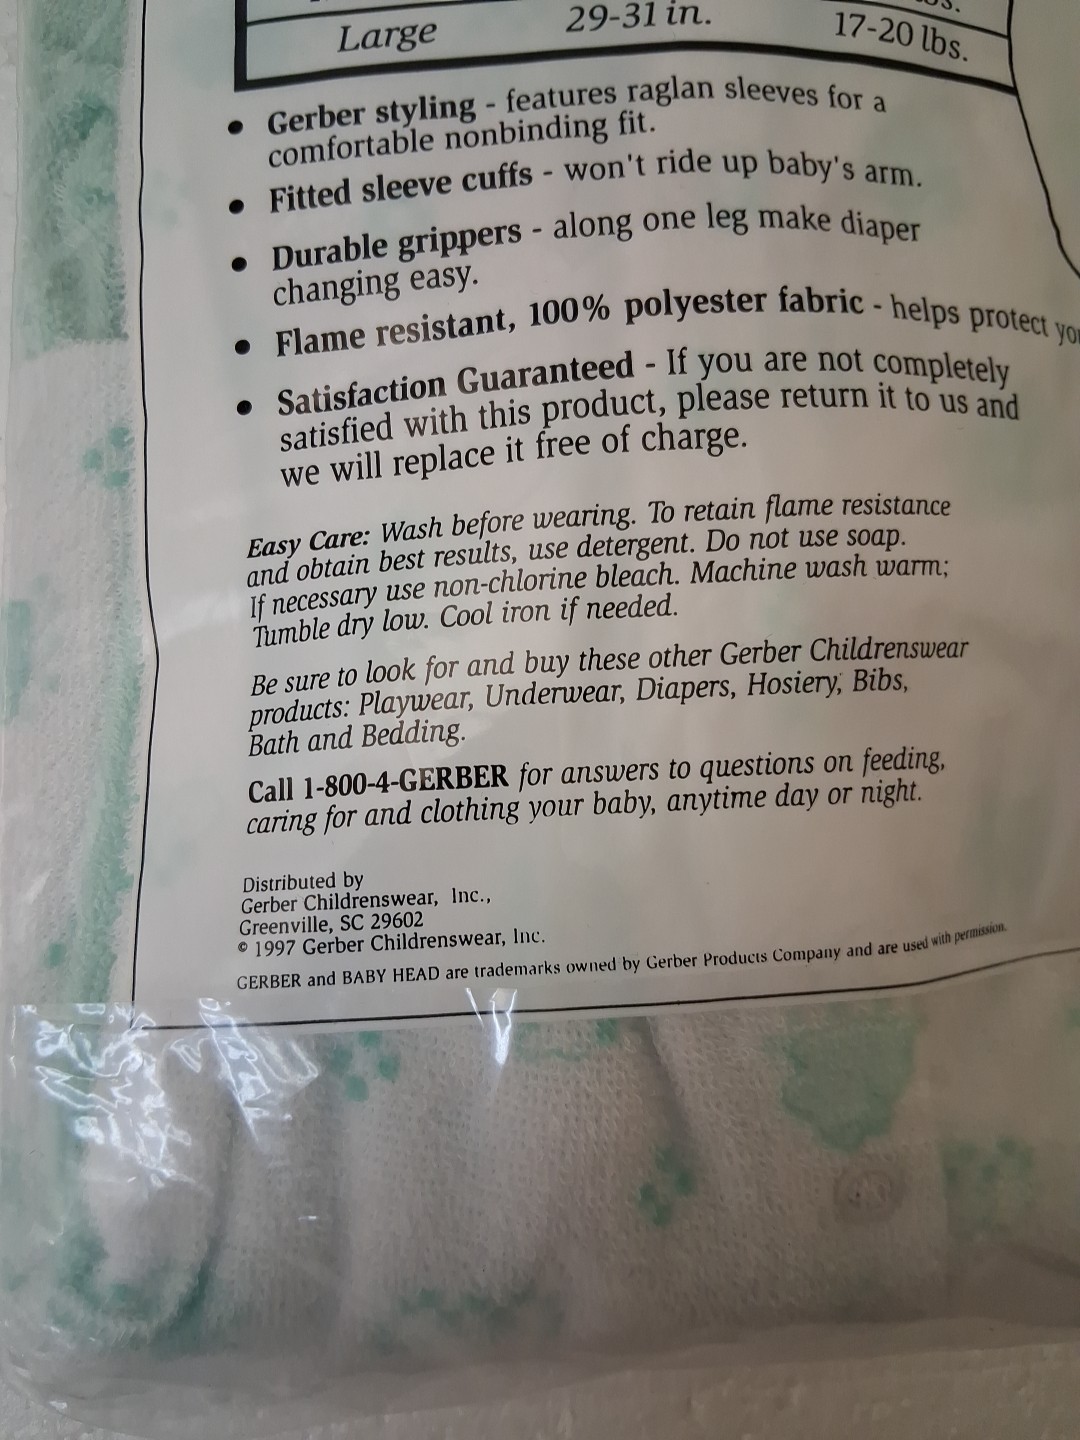 Large 29-31 in. 17-20 lbs.
• Gerber styling - features raglan sleeves for a
comfortable nonbinding fit.
• Fitted sleeve cuffs - won't ride up baby's arm.
• Durable grippers - along one leg make diaper
changing easy.
• Flame resistant, 100% polyester fabric - helps protect
• Satisfaction Guaranteed - If you are not completely
satisfied with this product, please return it to us and
we will replace it free of charge.
Easy Care: Wash before wearing. To retain flame resistance
and obtain best results, use detergent. Do not use soap.
If necessary use non-chlorine bleach. Machine wash warm;
Tumble dry low. Cool iron if needed.
Be sure to look for and buy these other Gerber Childrenswear
products: Playwear, Underwear, Diapers, Hosiery, Bibs,
Bath and Bedding.
Call 1-800-4-GERBER for answers to questions on feeding,
caring for and clothing your baby, anytime day or night.
Distributed by
Gerber Childrenswear, Inc.,
Greenville, SC 29602
© 1997 Gerber Childrenswear, Inc.
GERBER and BABY HEAD are trademarks owned by Gerber Products Company and are used with permission.